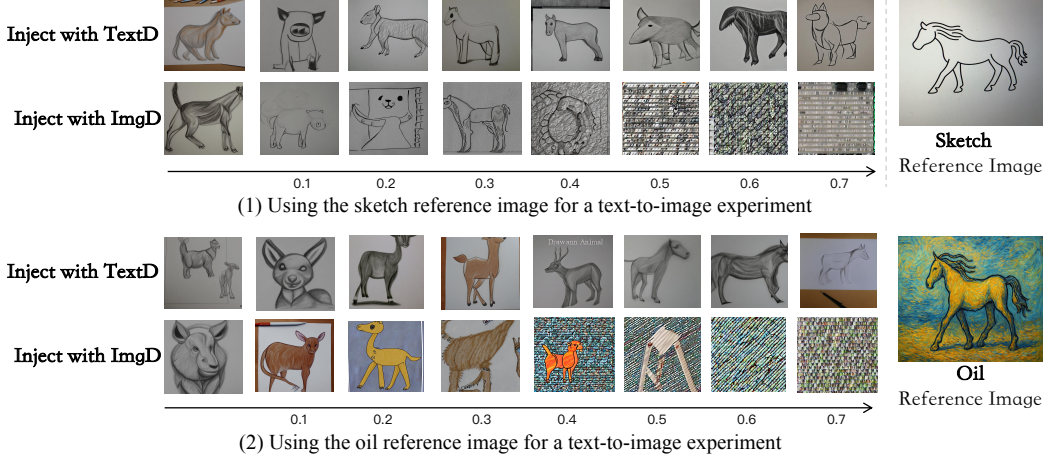 Inject with TextD
Inject with ImgD
0.1 0.2 0.3 0.4 0.5 0.6 0.7
(1) Using the sketch reference image for a text-to-image experiment
Sketch
Reference Image
Inject with TextD
Drawann Animal
Inject with ImgD
0.1 0.2 0.3 0.4 0.5 0.6 0.7
(2) Using the oil reference image for a text-to-image experiment
Oil
Reference Image